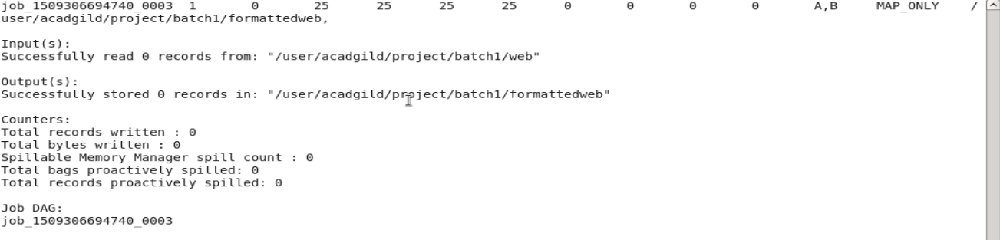 job_1509306694740_0003 1 0 25 25 25 25 0 0 0 0 A,B MAP_ONLY /
user/acadgild/project/batch1/formattedweb,
Input(s):
Successfully read 0 records from: "/user/acadgild/project/batch1/web"
Output(s):
Successfully stored 0 records in: "/user/acadgild/project/batch1/formattedweb"
Counters:
Total records written : 0
Total bytes written : 0
Spillable Memory Manager spill count : 0
Total bags proactively spilled: 0
Total records proactively spilled: 0
Job DAG:
job_1509306694740_0003